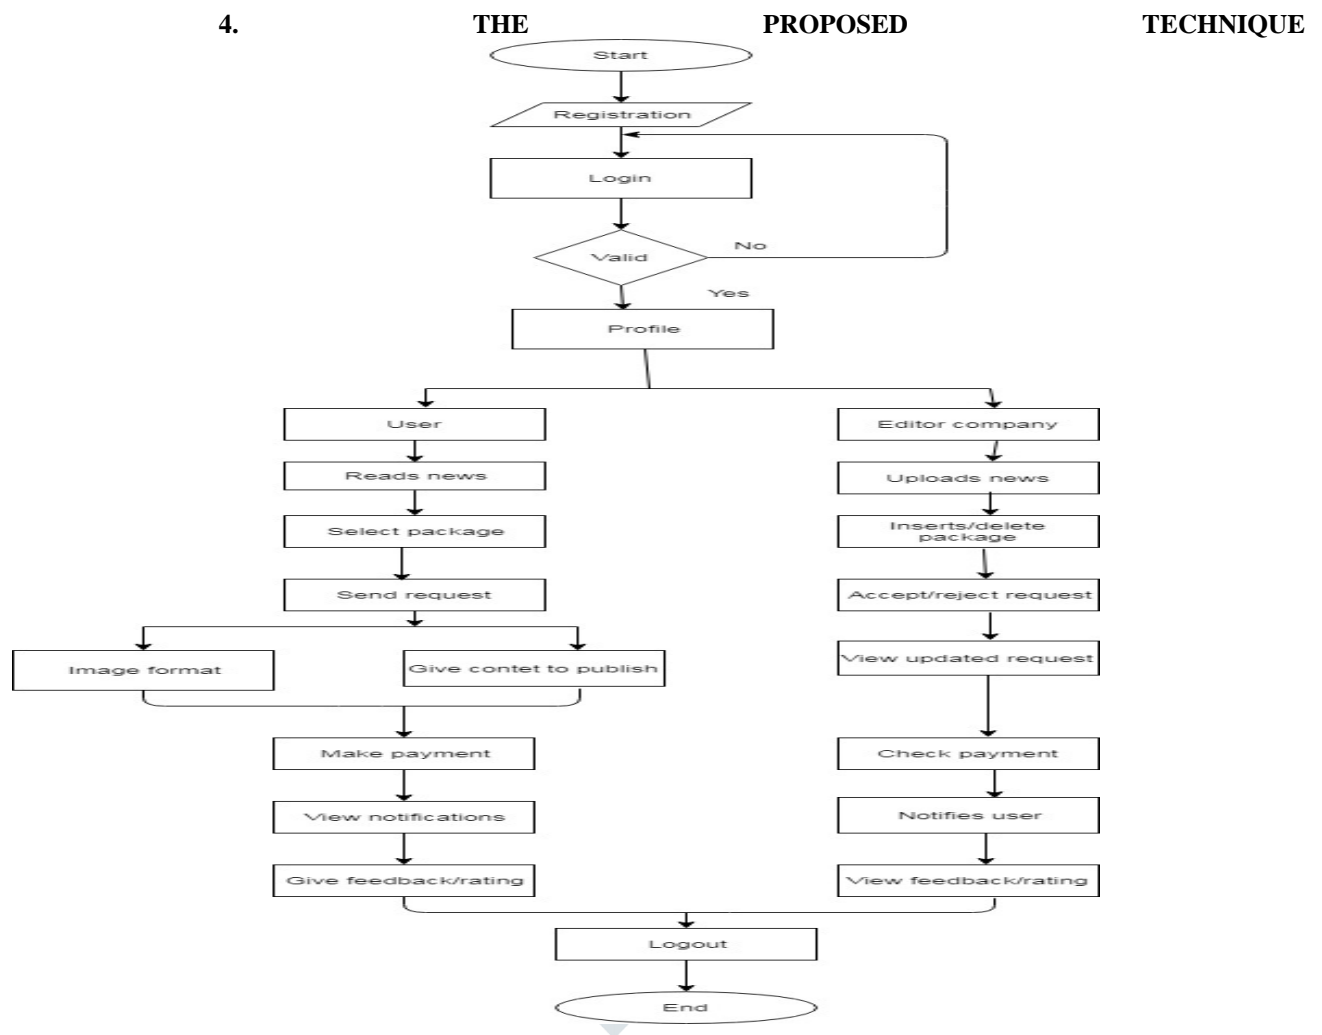 4. THE PROPOSED TECHNIQUE
Start
Registration
Login
Valid
No
Yes
Profile
User
Reads news
Select package
Send request
Image format
Give contet to publish
Make payment
View notifications
Give feedback/rating
Editor company
Uploads news
Inserts/delete
package
Accept/reject request
View updated request
Check payment
Notifies user
View feedback/rating
Logout
End